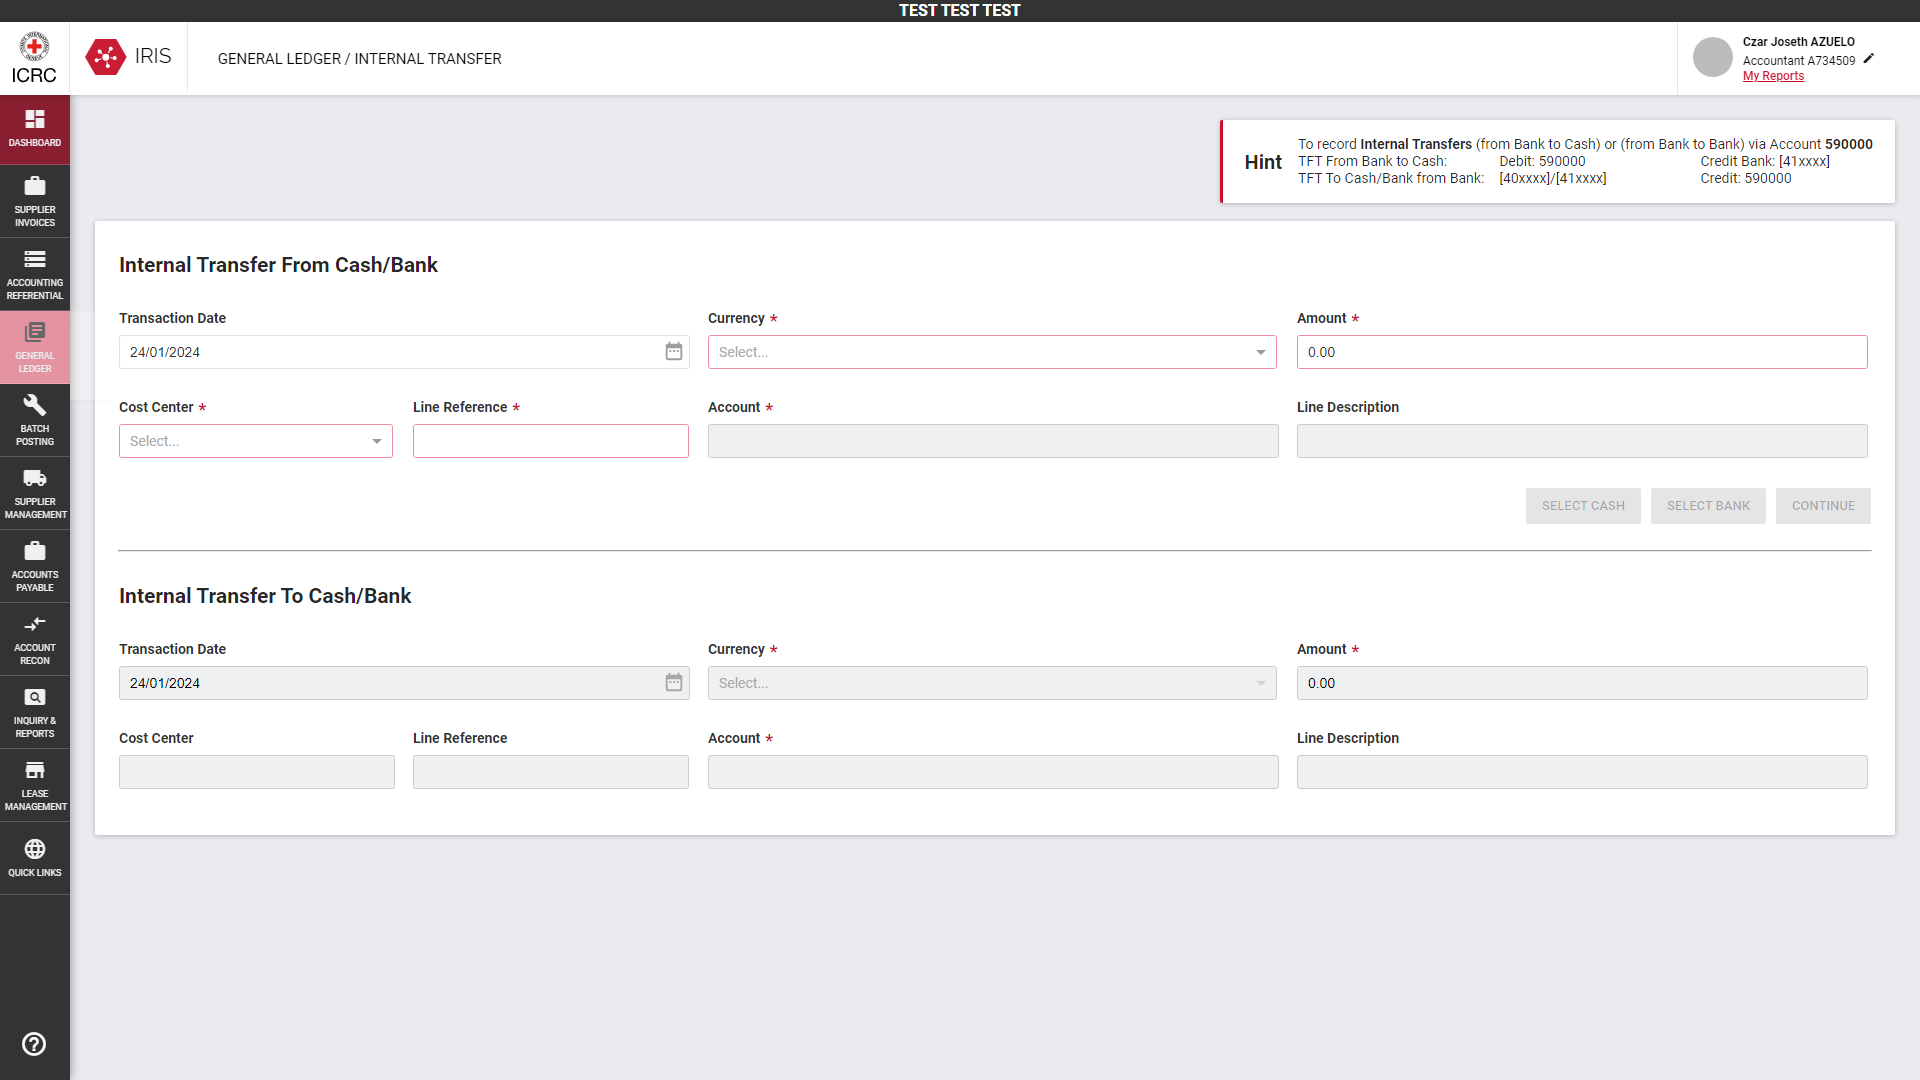 TEST TEST TEST
ICRC
IRIS
GENERAL LEDGER / INTERNAL TRANSFER
Czar Joseth AZUELO
Accountant A734509
My Reports
DASHBOARD
SUPPLIER
INVOICES
ACCOUNTING
REFERENTIAL
GENERAL
LEDGER
BATCH
POSTING
SUPPLIER
MANAGEMENT
ACCOUNTS
PAYABLE
ACCOUNT
RECON
INQUIRY &
REPORTS
LEASE
MANAGEMENT
QUICK LINKS
Hint
To record Internal Transfers (from Bank to Cash) or (from Bank to Bank) via Account 590000
TFT From Bank to Cash: Debit: 590000 Credit Bank: [41xxxx]
TFT To Cash/Bank from Bank: [40xxxx]/[41xxxx] Credit: 590000
Internal Transfer From Cash/Bank
Transaction Date Currency * Amount *
24/01/2024 Select... 0.00
Cost Center * Line Reference * Account * Line Description
Select...
SELECT CASH SELECT BANK CONTINUE
Internal Transfer To Cash/Bank
Transaction Date Currency * Amount *
24/01/2024 Select... 0.00
Cost Center Line Reference Account * Line Description